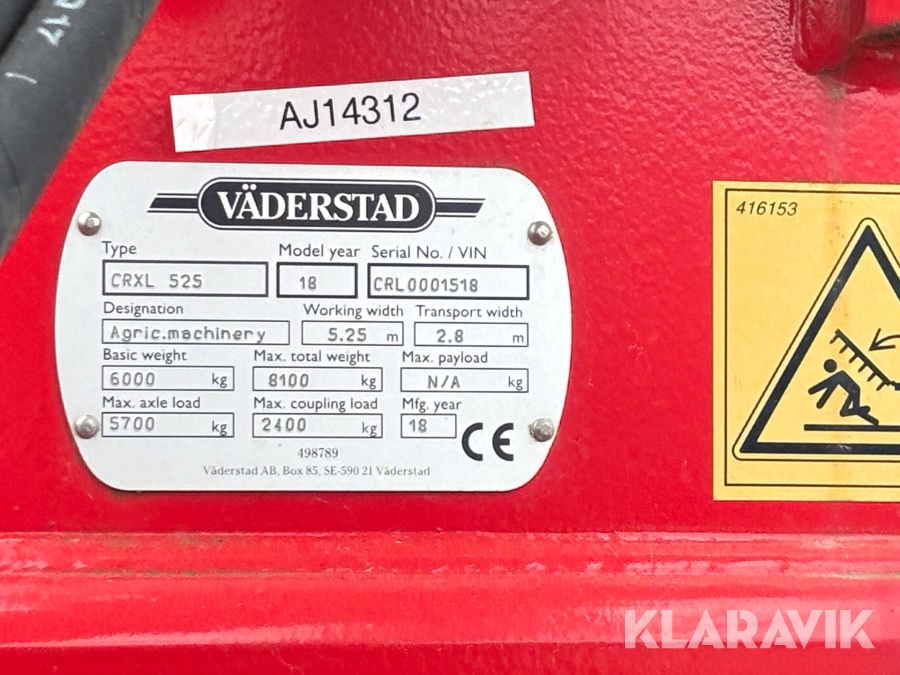 AJ14312
VÄDERSTAD
Type Model year Serial No. / VIN
CRXL 525 18 CRL0001518
Designation Working width Transport width
Agric.machinery 5.25 m 2.8 m
Basic weight Max. total weight Max. payload
6000 kg 8100 kg N/A kg
Max. axle load Max. coupling load Mfg. year
5700 kg 2400 kg 18 CE
498789
Väderstad AB, Box 85, SE-590 21 Väderstad
416153
KLARAVIK